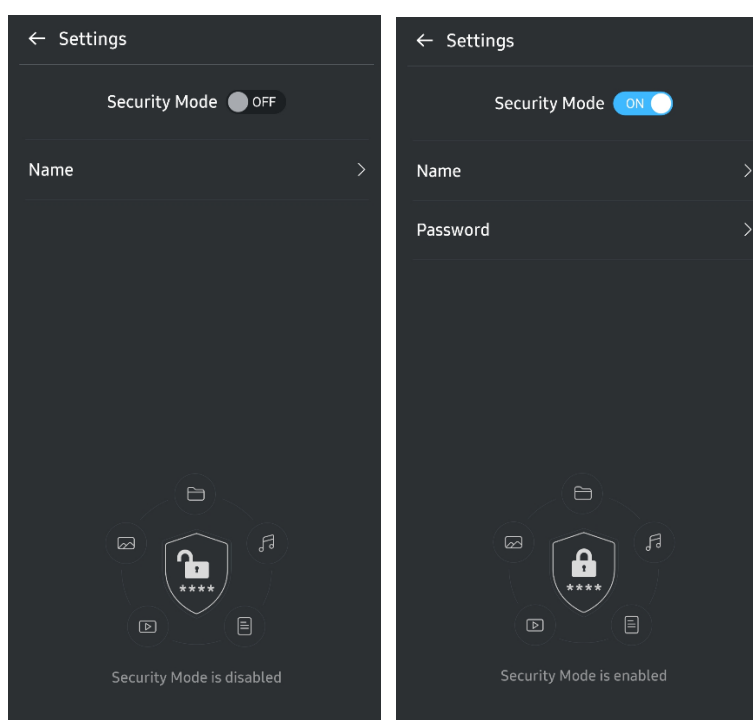 Settings
Security Mode OFF
Name
****
Security Mode is disabled
Settings
Security Mode ON
Name
Password
****
Security Mode is enabled